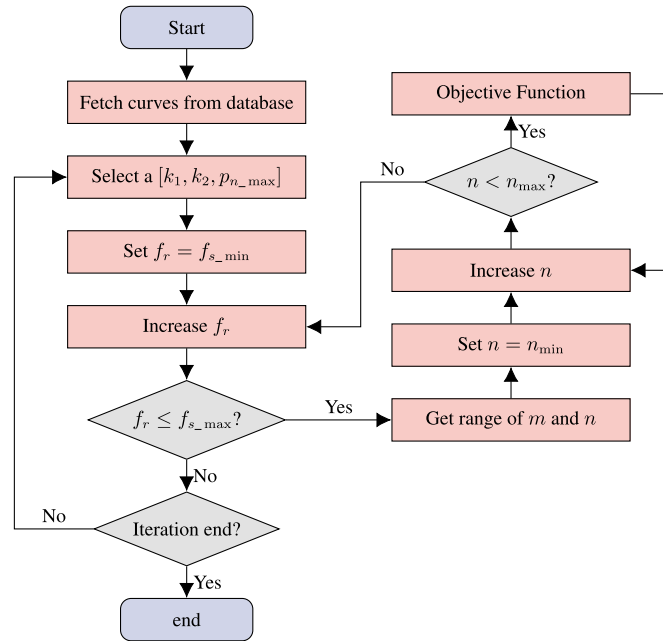 Start
Fetch curves from database
Select a [k₁, k₂, pₙ_ₘₐₓ]
Set fᵣ = fₛ_ₘᵢₙ
Increase fᵣ
fᵣ ≤ fₛ_ₘₐₓ?
Yes
No
Iteration end?
No
Yes
end
Objective Function
Yes
n < nₘₐₓ?
No
Increase n
Set n = nₘᵢₙ
Get range of m and n